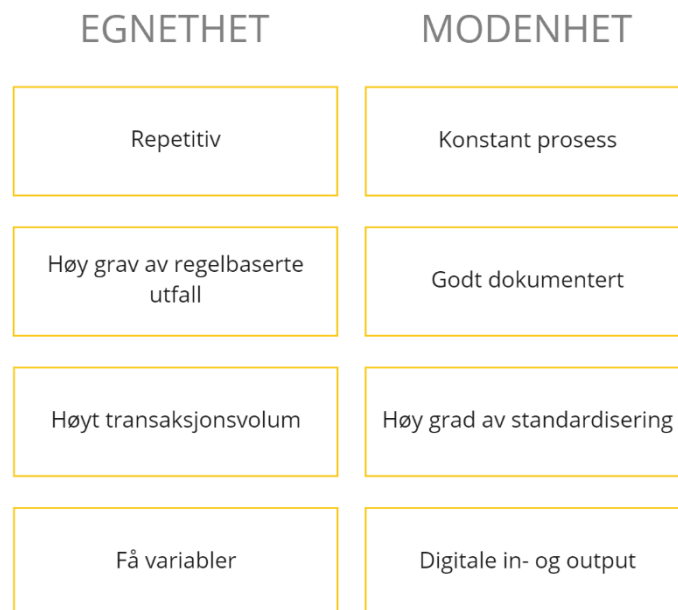 EGNETHET
MODENHET
Repetitiv
Konstant prosess
Høy grav av regelbaserte
utfall
Godt dokumentert
Høyt transaksjonsvolum
Høy grad av standardisering
Få variabler
Digitale in- og output